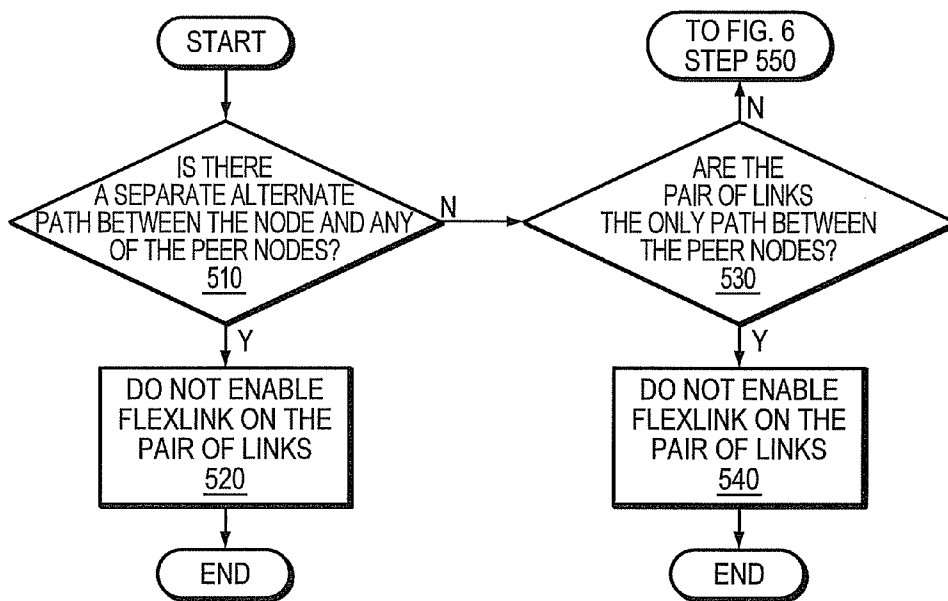 START
IS THERE
A SEPARATE ALTERNATE
PATH BETWEEN THE NODE AND ANY
OF THE PEER NODES?
510
N
Y
DO NOT ENABLE
FLEXLINK ON THE
PAIR OF LINKS
520
END
TO FIG. 6
STEP 550
N
ARE THE
PAIR OF LINKS
THE ONLY PATH BETWEEN
THE PEER NODES?
530
Y
DO NOT ENABLE
FLEXLINK ON THE
PAIR OF LINKS
540
END